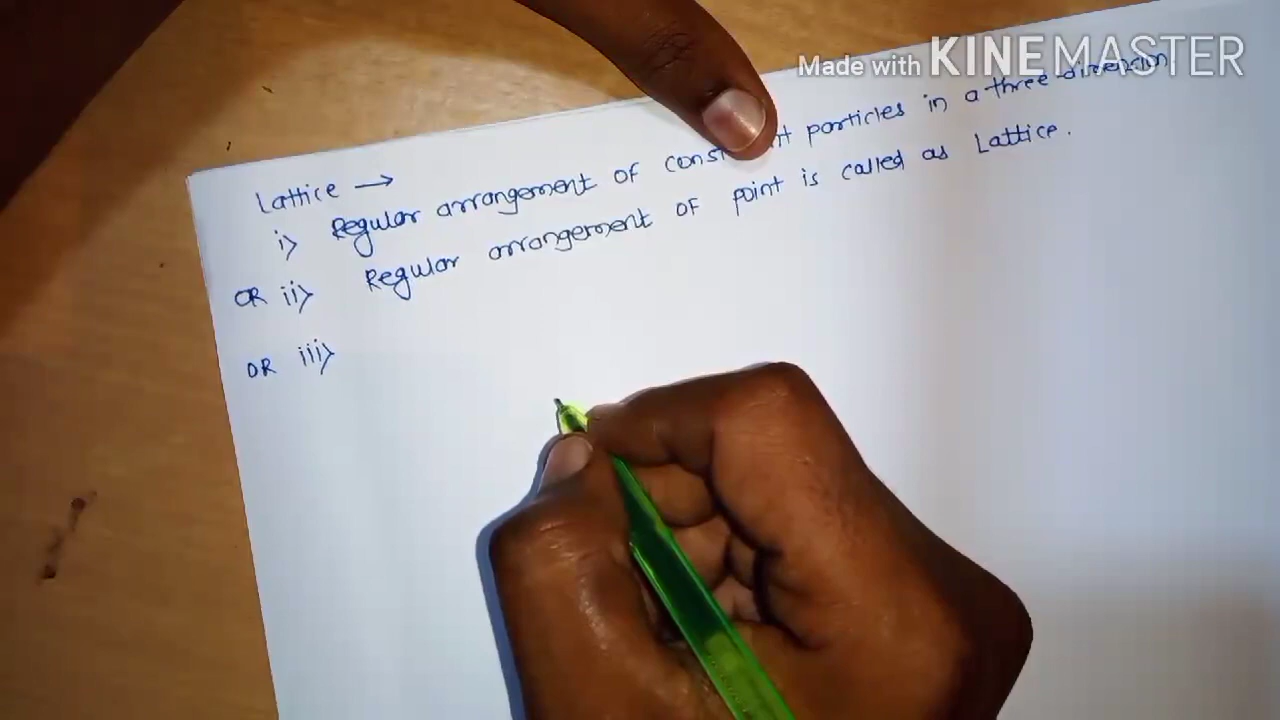 Made with KINEMASTER
Lattice →
i> Regular arrangement of particles in a three-dimension
OR ii> Regular arrangement OF point is called as Lattice.
OR iii>